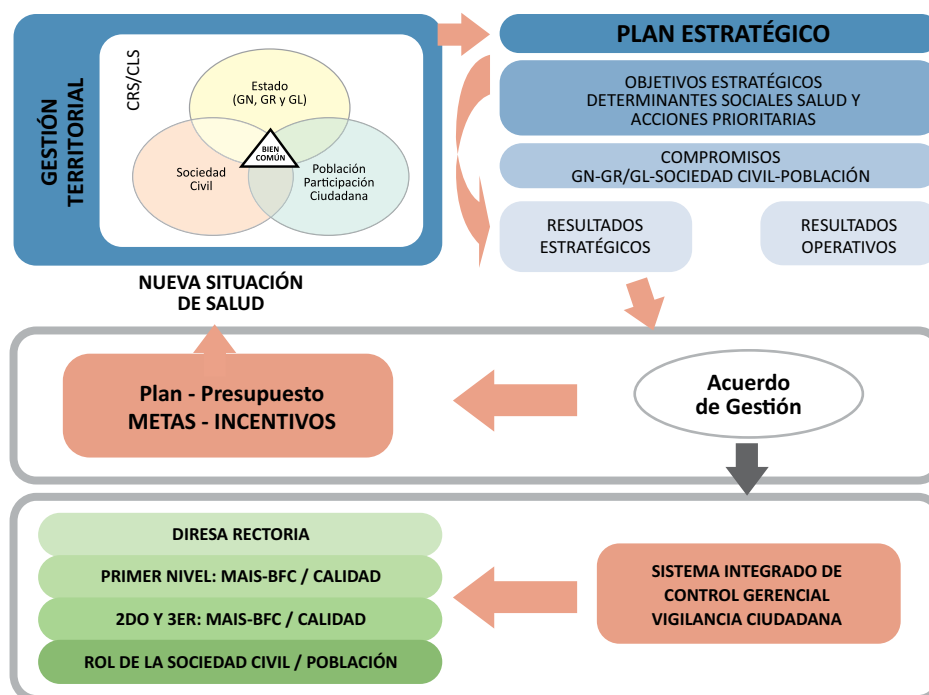 GESTIÓN
TERRITORIAL
CRS/CLS
Estado
(GN, GR y GL)
BIEN
COMÚN
Sociedad
Civil
Población
Participación
Ciudadana
PLAN ESTRATÉGICO
OBJETIVOS ESTRATÉGICOS
DETERMINANTES SOCIALES SALUD Y
ACCIONES PRIORITARIAS
COMPROMISOS
GN-GR/GL-SOCIEDAD CIVIL-POBLACIÓN
RESULTADOS
ESTRATÉGICOS
RESULTADOS
OPERATIVOS
NUEVA SITUACIÓN
DE SALUD
Plan - Presupuesto
METAS - INCENTIVOS
Acuerdo
de Gestión
DIRESA RECTORIA
PRIMER NIVEL: MAIS-BFC / CALIDAD
2DO Y 3ER: MAIS-BFC / CALIDAD
ROL DE LA SOCIEDAD CIVIL / POBLACIÓN
SISTEMA INTEGRADO DE
CONTROL GERENCIAL
VIGILANCIA CIUDADANA